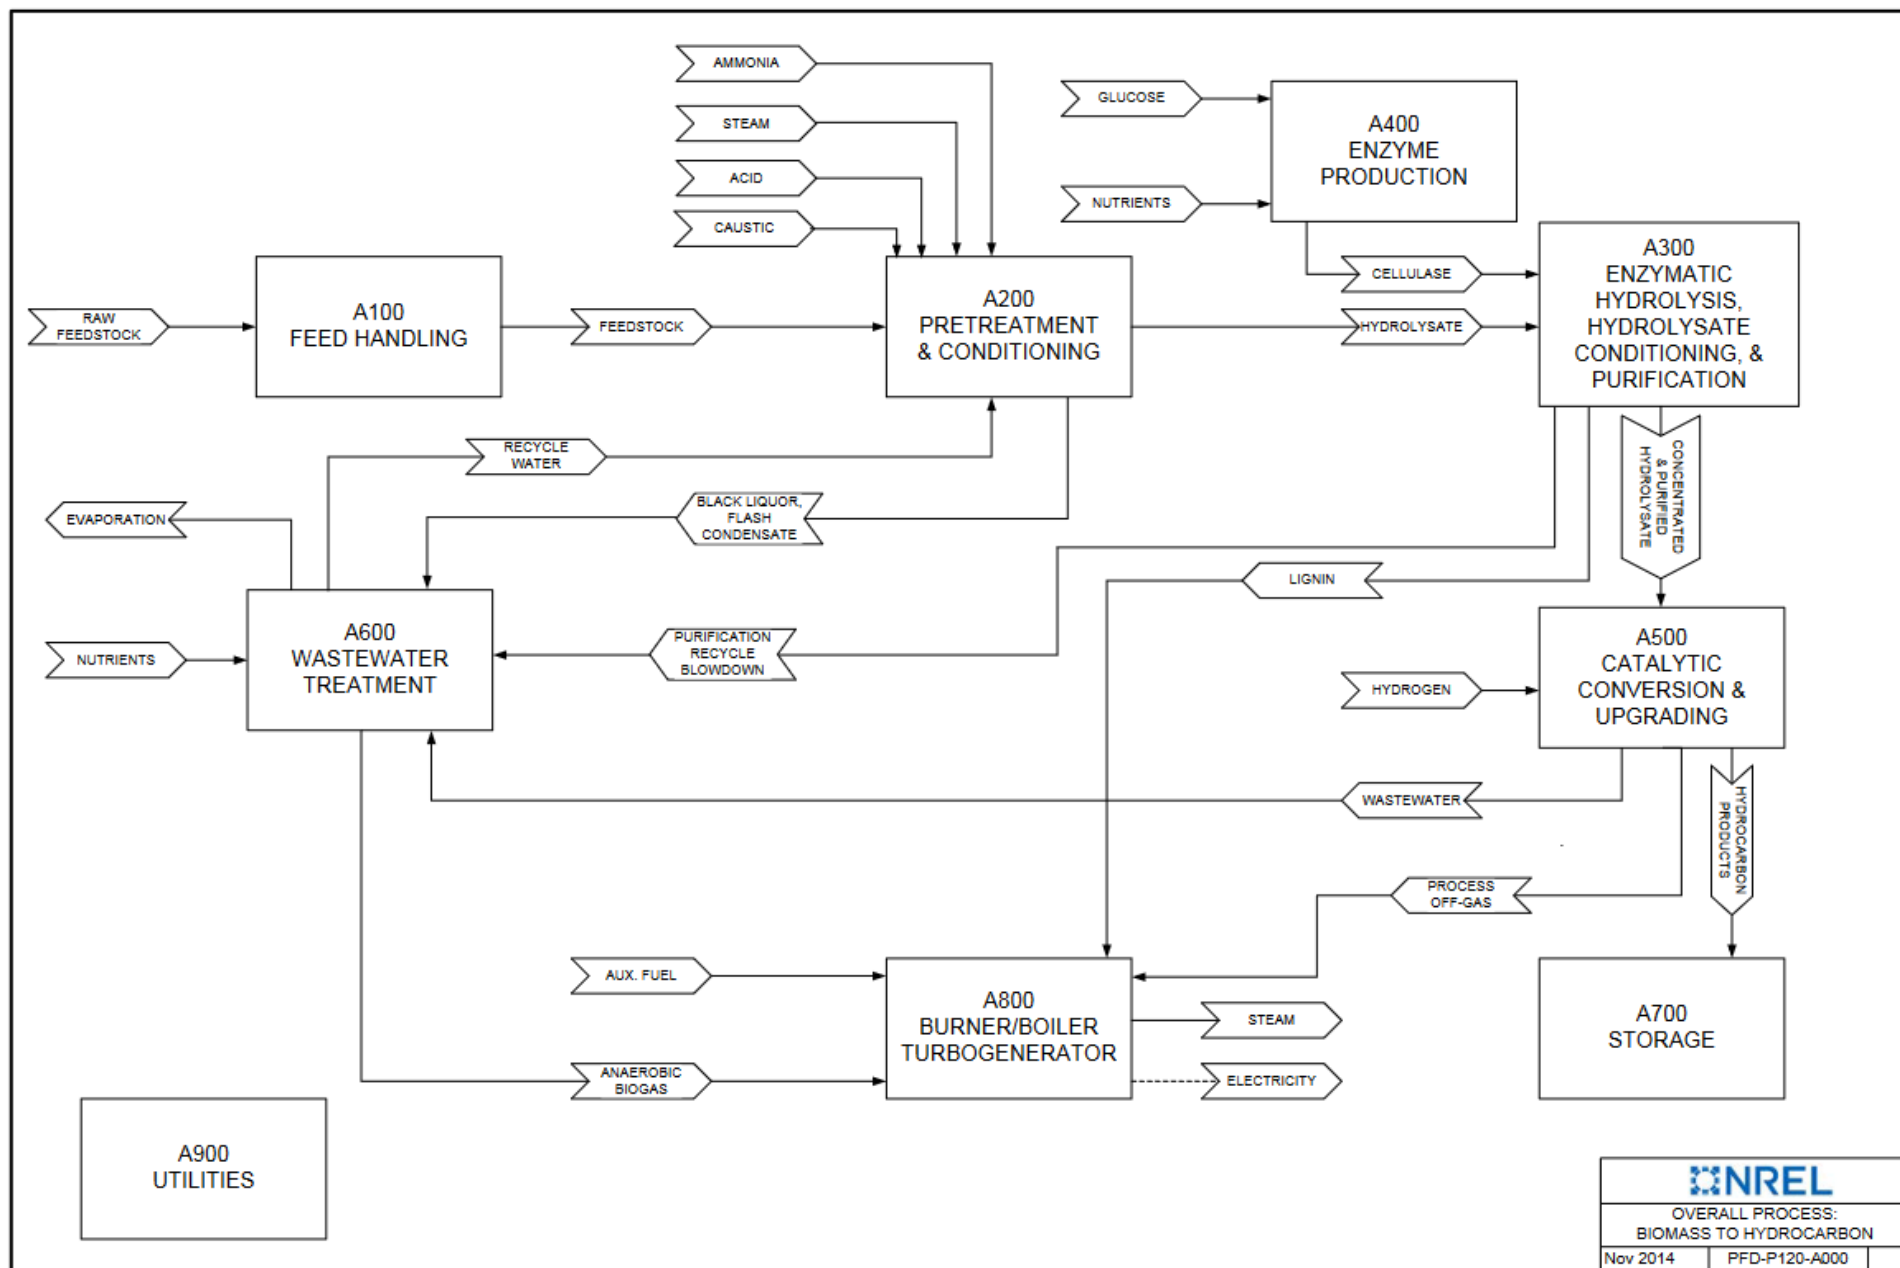 AMMONIA
STEAM
ACID
CAUSTIC
GLUCOSE
NUTRIENTS
A400
ENZYME
PRODUCTION
RAW
FEEDSTOCK
A100
FEED HANDLING
FEEDSTOCK
A200
PRETREATMENT
& CONDITIONING
CELLULASE
HYDROLYSATE
A300
ENZYMATIC
HYDROLYSIS,
HYDROLYSATE
CONDITIONING, &
PURIFICATION
RECYCLE
WATER
EVAPORATION
BLACK LIQUOR,
FLASH
CONDENSATE
CONCENTRATED
& PURIFIED
HYDROLYSATE
LIGNIN
NUTRIENTS
A600
WASTEWATER
TREATMENT
PURIFICATION
RECYCLE
BLOWDOWN
HYDROGEN
A500
CATALYTIC
CONVERSION &
UPGRADING
WASTEWATER
HYDROCARBON
PRODUCTS
PROCESS
OFF-GAS
AUX. FUEL
ANAEROBIC
BIOGAS
A800
BURNER/BOILER
TURBOGENERATOR
STEAM
ELECTRICITY
A700
STORAGE
A900
UTILITIES
NREL
OVERALL PROCESS:
BIOMASS TO HYDROCARBON
Nov 2014
PFD-P120-A000